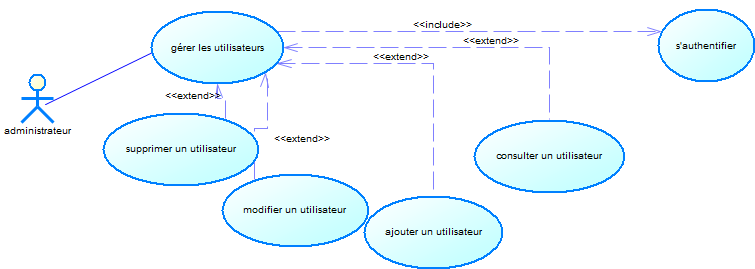 <<include>>
gérer les utilisateurs
<<extend>>
s'authentifier
<<extend>>
<<extend>>
administrateur
<<extend>>
supprimer un utilisateur
consulter un utilisateur
modifier un utilisateur
ajouter un utilisateur